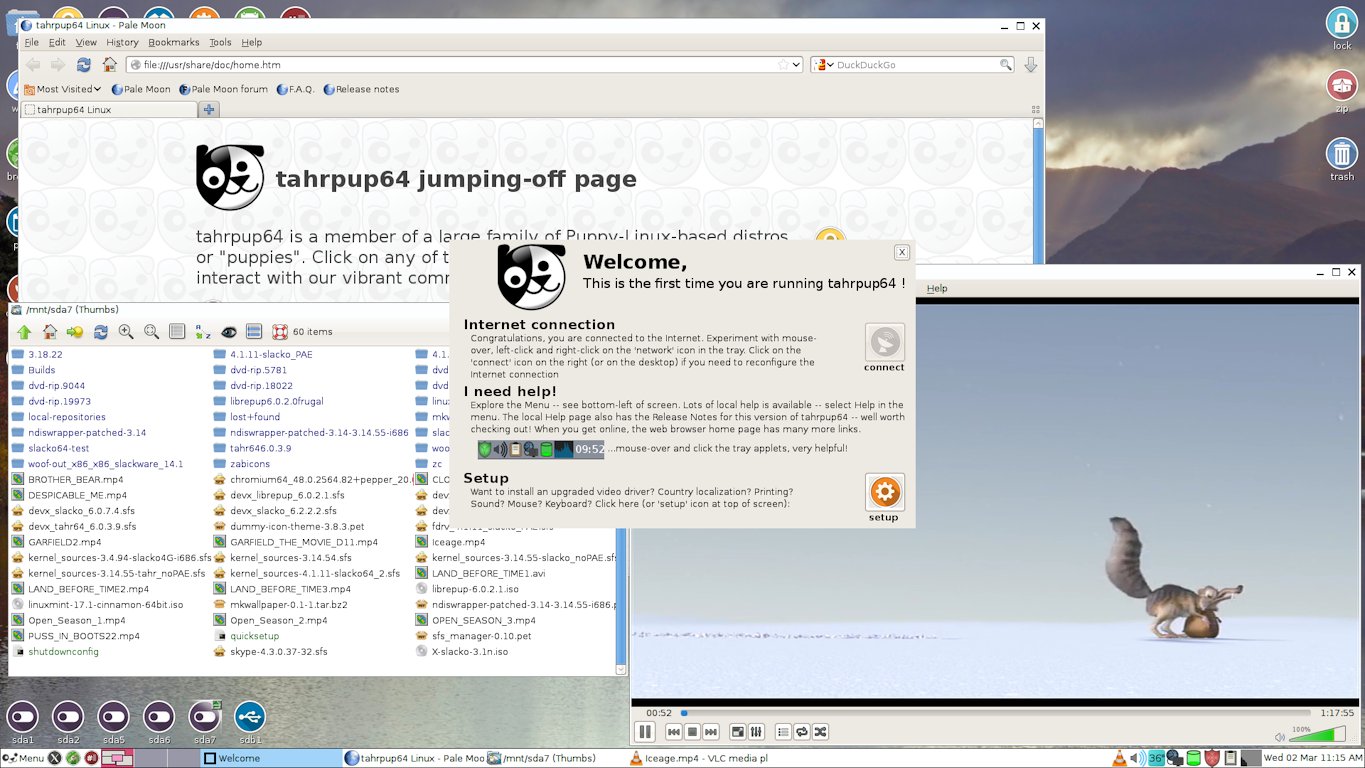 tahrpup64 Linux - Pale Moon
File Edit View History Bookmarks Tools Help
file:///usr/share/doc/home.htm
DuckDuckGo
Most Visited Pale Moon Pale Moon forum F.A.Q. Release notes
tahrpup64 Linux
tahrpup64 jumping-off page
tahrpup64 is a member of a large family of Puppy-Linux-based distros
or "puppies". Click on any of t
interact with our vibrant com
lock
zip
trash
Welcome,
This is the first time you are running tahrpup64 !
X
Internet connection
Congratulations, you are connected to the Internet. Experiment with mouse-
over, left-click and right-click on the 'network' icon in the tray. Click on the
'connect' icon on the right (or on the desktop) if you need to reconfigure the
Internet connection
connect
I need help!
Explore the Menu -- see bottom-left of screen. Lots of local help is available -- select Help in the
menu. The local Help page also has the Release Notes for this version of tahrpup64 -- well worth
checking out! When you get online, the web browser home page has many more links.
09:52 ...mouse-over and click the tray applets, very helpful!
Setup
Want to install an upgraded video driver? Country localization? Printing?
Sound? Mouse? Keyboard? Click here (or 'setup' icon at top of screen):
setup
/mnt/sda7 (Thumbs)
60 items
3.18.22 4.1.11-slacko_PAE 4.1
Builds dvd-rip.5781 dvd
dvd-rip.9044 dvd-rip.18022 dvd
dvd-rip.19973 librepup6.0.2.0frugal linu
local-repositories lost+found mkw
ndiswrapper-patched-3.14 ndiswrapper-patched-3.14-3.14.55-i686
slacko64-test tahr646.0.3.9 woo
woof-out_x86_x86_slackware_14.1 zabicons zc
BROTHER_BEAR.mp4 chromium64_48.0.2564.82+pepper_20.0 CLO
DESPICABLE_ME.mp4 devx_librepup_6.0.2.1.sfs
devx_slacko_6.0.7.4.sfs devx_slacko_6.2.2.2.sfs
devx_tahr64_6.0.3.9.sfs dummy-icon-theme-3.8.3.pet
GARFIELD2.mp4 GARFIELD_THE_MOVIE_D11.mp4 Iceage.mp4
kernel_sources-3.4.94-slacko4G-i686.sfs kernel_sources-3.14.54.sfs kernel_sources-3.14.55-slacko_noPAE.sfs
kernel_sources-3.14.55-tahr_noPAE.sfs kernel_sources-4.1.11-slacko64_2.sfs LAND_BEFORE_TIME1.avi
LAND_BEFORE_TIME2.mp4 LAND_BEFORE_TIME3.mp4 librepup-6.0.2.1.iso
linuxmint-17.1-cinnamon-64bit.iso mkwallpaper-0.1-1.tar.bz2 ndiswrapper-patched-3.14-3.14.55-i686.p
Open_Season_1.mp4 Open_Season_2.mp4 OPEN_SEASON_3.mp4
PUSS_IN_BOOTS22.mp4 quicksetup sfs_manager-0.10.pet
shutdownconfig skype-4.3.0.37-32.sfs X-slacko-3.1n.iso
Help
00:52 1:17:55
100%
sda1 sda2 sda5 sda6 sda7 sdb1
Menu Welcome tahrpup64 Linux - Pale Moo /mnt/sda7 (Thumbs) Iceage.mp4 - VLC media pl 36° Wed 02 Mar 11:15 AM